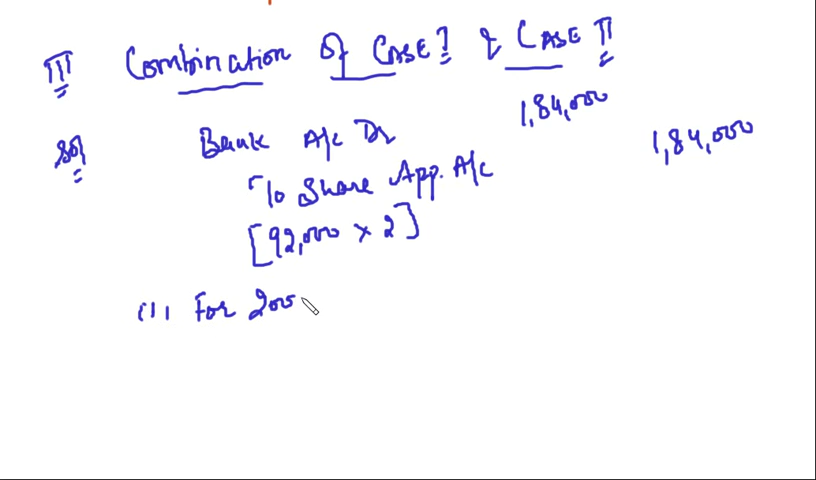 III Combination Of CASE I & CASE II
Sol Bank A/c Dr 1,84,000
To Share App. A/c 1,84,000
[92,000 x 2]
(1) For 200